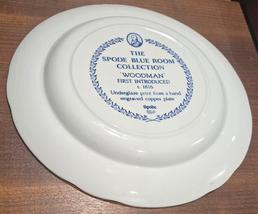 THE
SPODE BLUE ROOM
COLLECTION
'WOODMAN'
FIRST INTRODUCED
c. 1816
Underglaze print from a hand
engraved copper plate
Spode